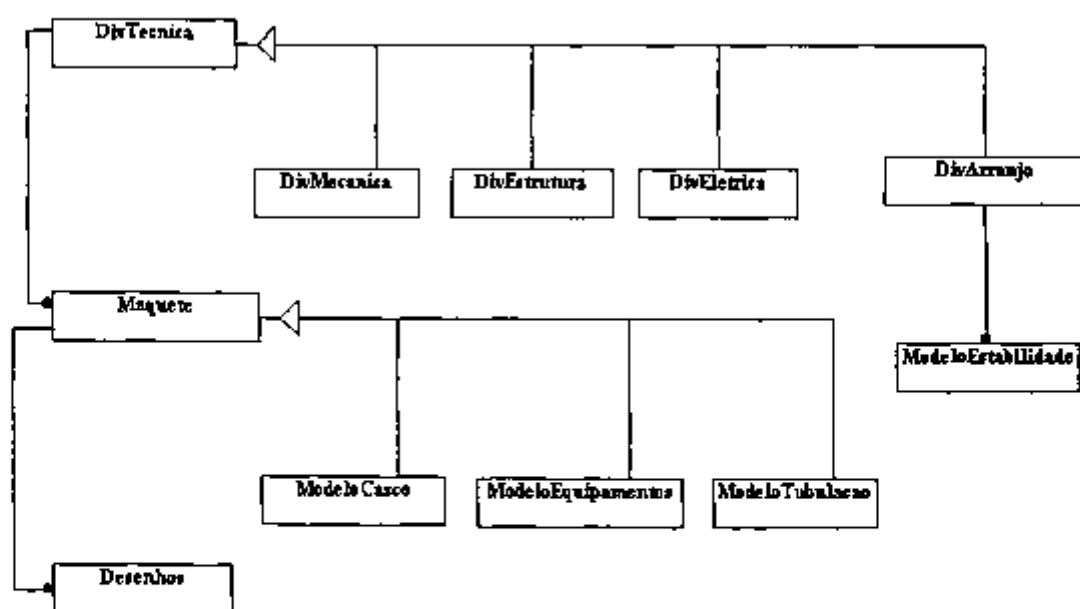 DivTecnica
DivMecanica
DivEstrutura
DivEletrica
DivArranjo
Maquete
ModeloEstabilidade
ModeloCasco
ModeloEquipamentos
ModeloTubulacao
Desenhos